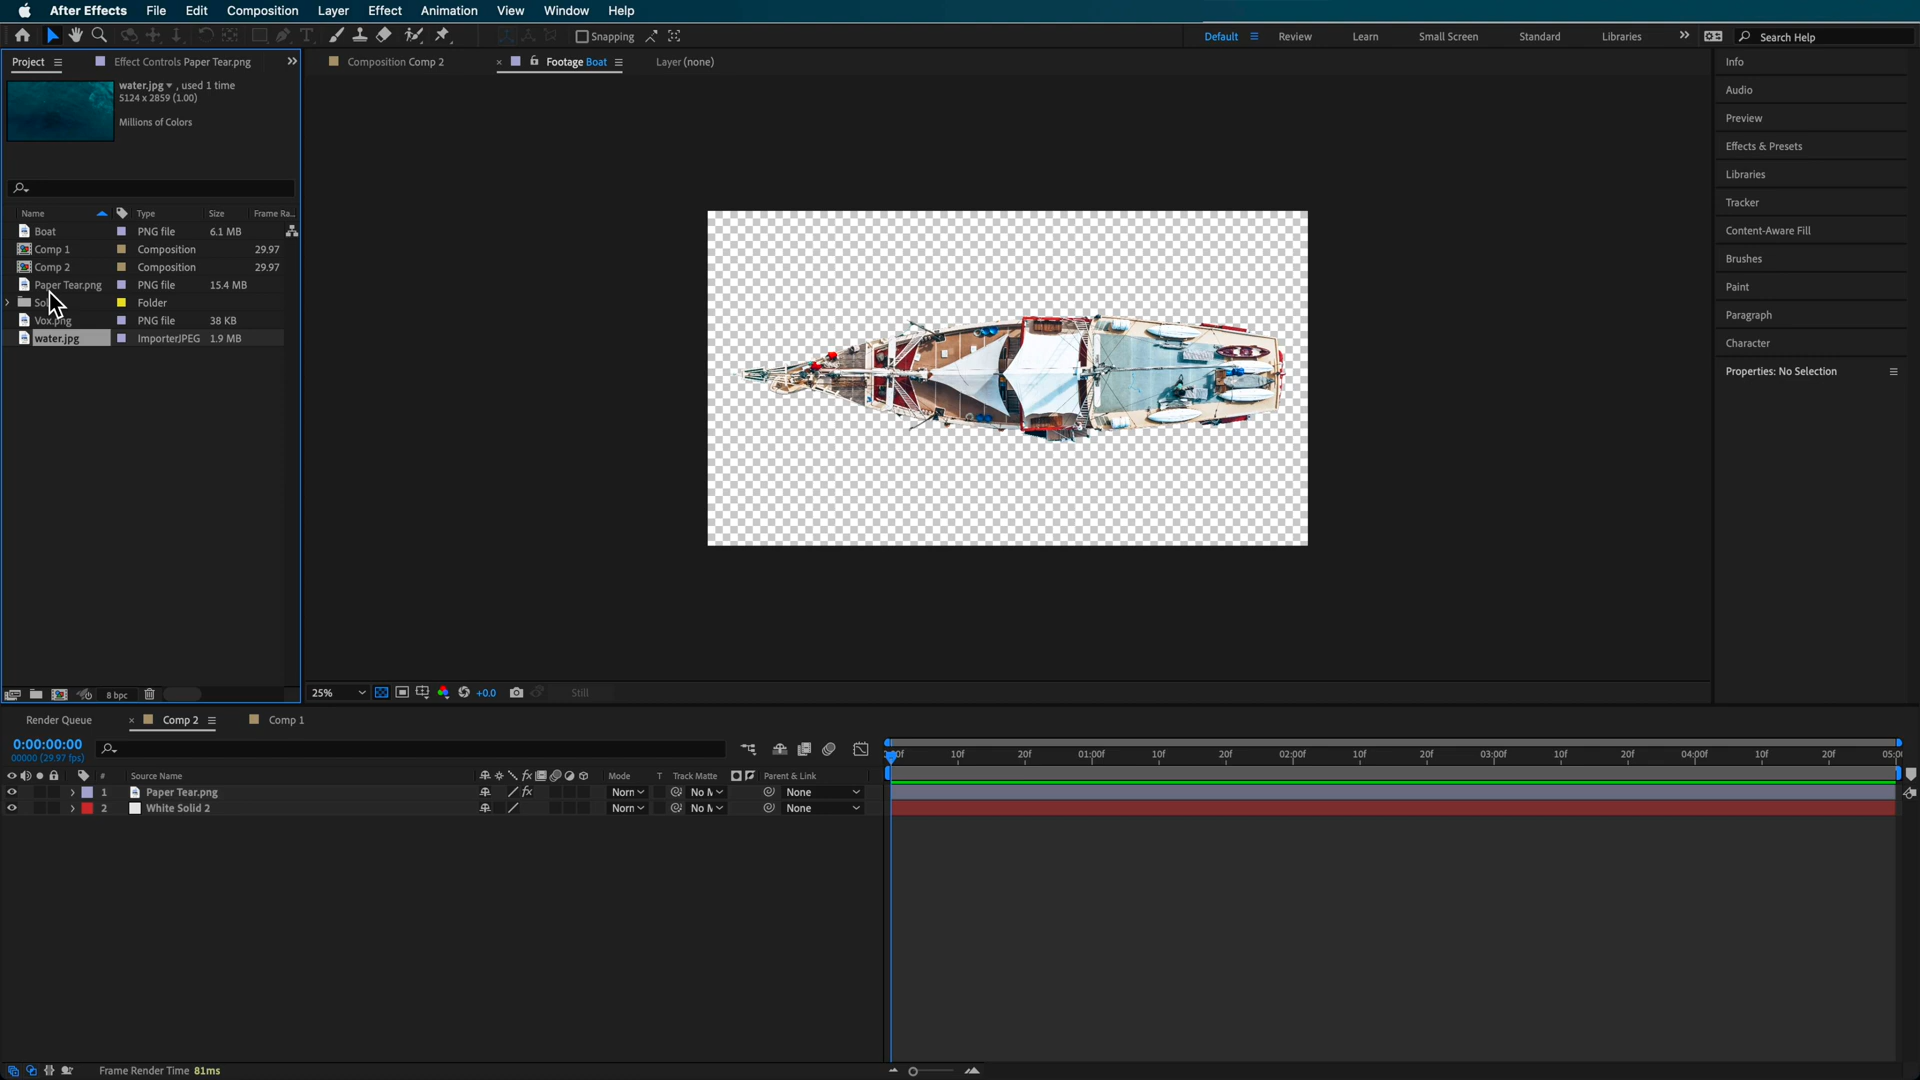 After Effects File Edit Composition Layer Effect Animation View Window Help
Snapping Default Review Learn Small Screen Standard Libraries Search Help
Project Effect Controls Paper Tear.png
Composition Comp 2
Footage Boat
Layer (none)
water.jpg , used 1 time
5124 x 2859 (1.00)
Millions of Colors
Name Type Size Frame Ra...
Boat PNG file 6.1 MB
Comp 1 Composition 29.97
Comp 2 Composition 29.97
Paper Tear.png PNG file 15.4 MB
Folder
Vox.png PNG file 38 KB
water.jpg ImporterJPEG 1.9 MB
8 bpc
25% +0.0 Still
Info
Audio
Preview
Effects & Presets
Libraries
Tracker
Content-Aware Fill
Brushes
Paint
Paragraph
Character
Properties: No Selection
Render Queue Comp 2 Comp 1
0:00:00:00
00000 (29.97 fps)
10f 20f 01:00f 10f 20f 02:00f 10f 20f 03:00f 10f 20f 04:00f 10f 20f
# Source Name fx Mode T Track Matte Parent & Link
1 Paper Tear.png fx Norn No M None
2 White Solid 2 Norn No M None
Frame Render Time 81ms